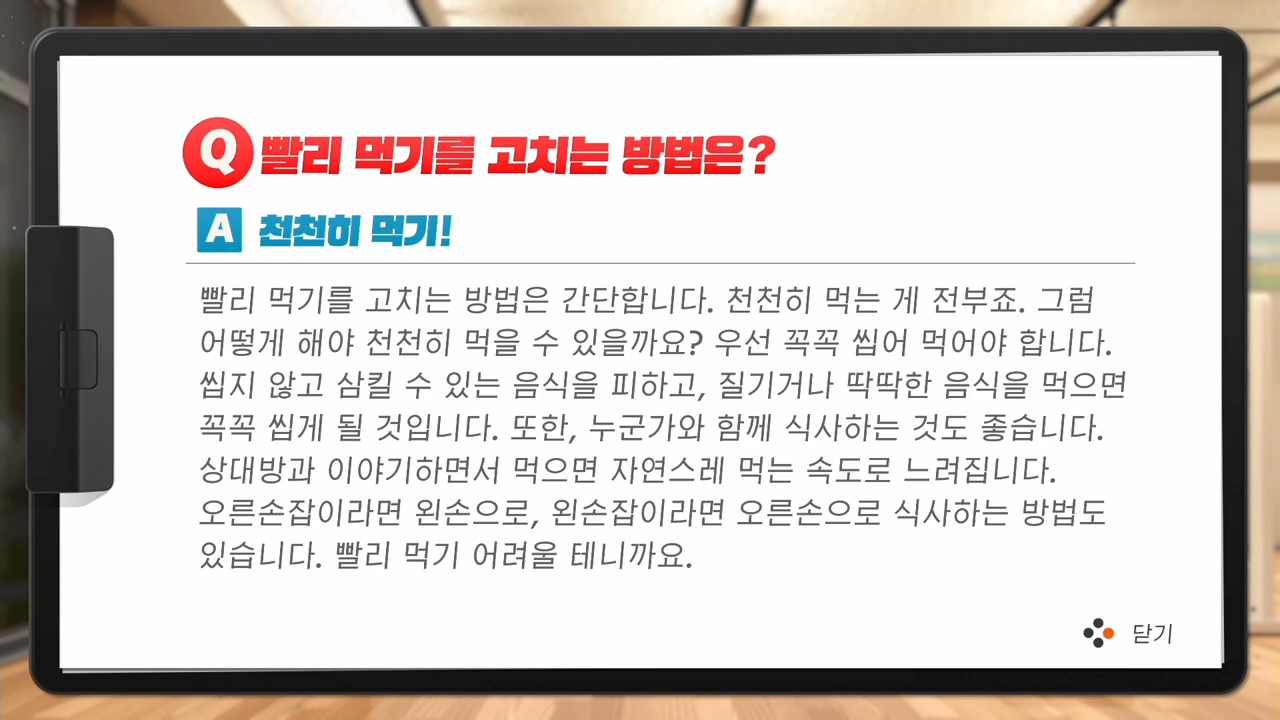 Q 빨리 먹기를 고치는 방법은?
A 천천히 먹기!
빨리 먹기를 고치는 방법은 간단합니다. 천천히 먹는 게 전부죠. 그럼
어떻게 해야 천천히 먹을 수 있을까요? 우선 꼭꼭 씹어 먹어야 합니다.
씹지 않고 삼킬 수 있는 음식을 피하고, 질기거나 딱딱한 음식을 먹으면
꼭꼭 씹게 될 것입니다. 또한, 누군가와 함께 식사하는 것도 좋습니다.
상대방과 이야기하면서 먹으면 자연스레 먹는 속도로 느려집니다.
오른손잡이라면 왼손으로, 왼손잡이라면 오른손으로 식사하는 방법도
있습니다. 빨리 먹기 어려울 테니까요.
닫기